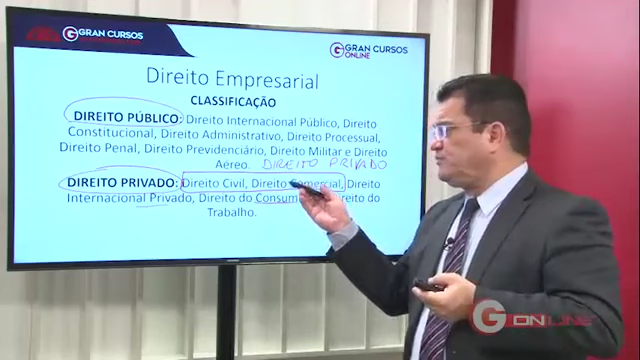 GRAN CURSOS
GRAN CURSOS
ONLINE
Direito Empresarial
CLASSIFICAÇÃO
DIREITO PÚBLICO: Direito Internacional Público, Direito
Constitucional, Direito Administrativo, Direito Processual,
Direito Penal, Direito Previdenciário, Direito Militar e Direito
Aéreo. DIREITO PRIVADO
DIREITO PRIVADO: Direito Civil, Direito Comercial, Direito
Internacional Privado, Direito do Consum
Trabalho.
G ONLINE